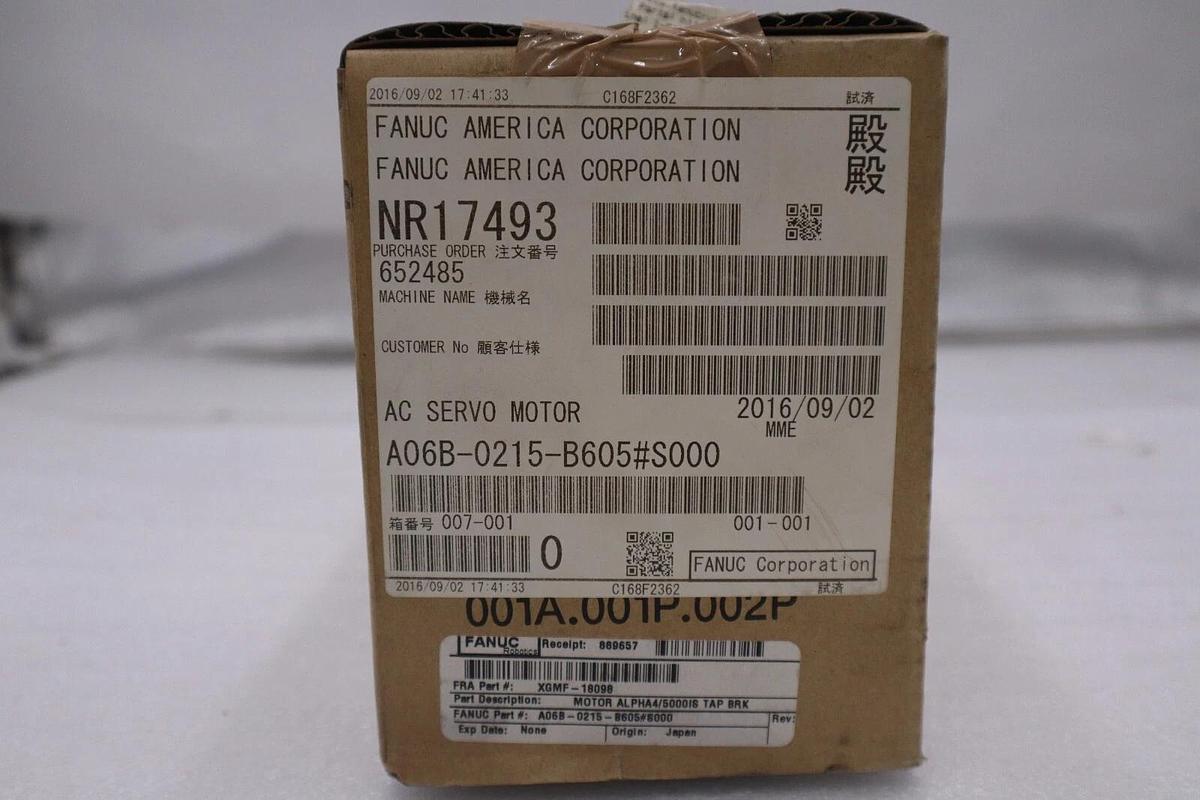 2016/09/02 17:41:33 C168F2362 試済
FANUC AMERICA CORPORATION 殿
FANUC AMERICA CORPORATION 殿
NR17493
PURCHASE ORDER 注文番号
652485
MACHINE NAME 機械名
CUSTOMER No 顧客仕様
AC SERVO MOTOR 2016/09/02
MME
A06B-0215-B605#S000
箱番号 007-001 001-001
0
FANUC Corporation
2016/09/02 17:41:33 C168F2362 試済
001A.001P.002P
FANUC Robotics Receipt: 869657
FRA Part #: XGMF-18098
Part Description: MOTOR ALPHA4/5000IS TAP BRK
FANUC Part #: A06B-0215-B605#S000 Rev:
Exp Date: None Origin: Japan